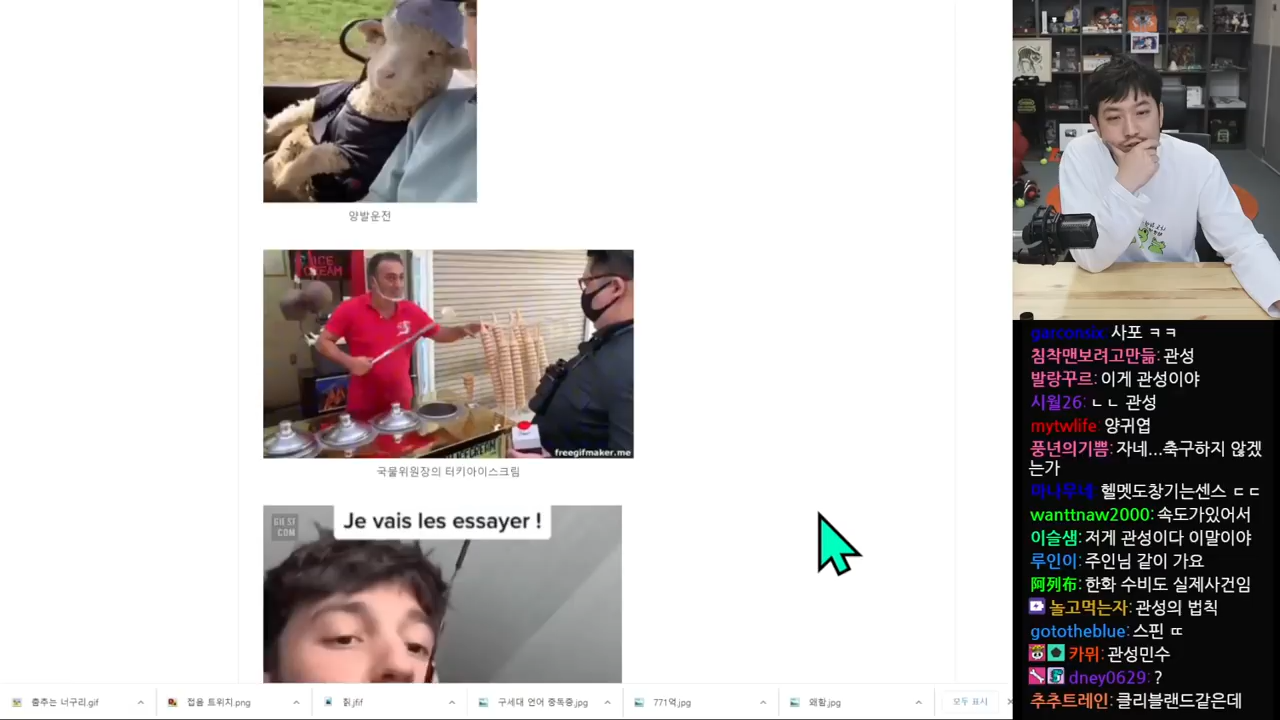 ICE
CREAM
양발운전
freegifmaker.me
국물위원장의 터키아이스크림
Je vais les essayer !
garconsix: 사포 ㅋㅋ
침착맨보려고만듦: 관성
발랑꾸르: 이게 관성이야
시월26: ㄴㄴ 관성
mytwlife: 양귀엽
풍년의기쁨: 자네...축구하지 않겠
는가
마나부네: 헬멧도창기는센스 ㄷㄷ
wanttnaw2000: 속도가있어서
이슬샘: 저게 관성이다 이말이야
루인이: 주인님 같이 가요
阿列布: 한화 수비도 실제사건임
놀고먹는자: 관성의 법칙
gototheblue: 스핀 ㄸ
카뮈: 관성민수
dney0629: ?
추추트레인: 클리블랜드같은데
춤추는 너구리.gif
접음 트위치.png
칡.jfif
구세대 언어 중독증.jpg
771역.jpg
왜함.jpg
모두 표시